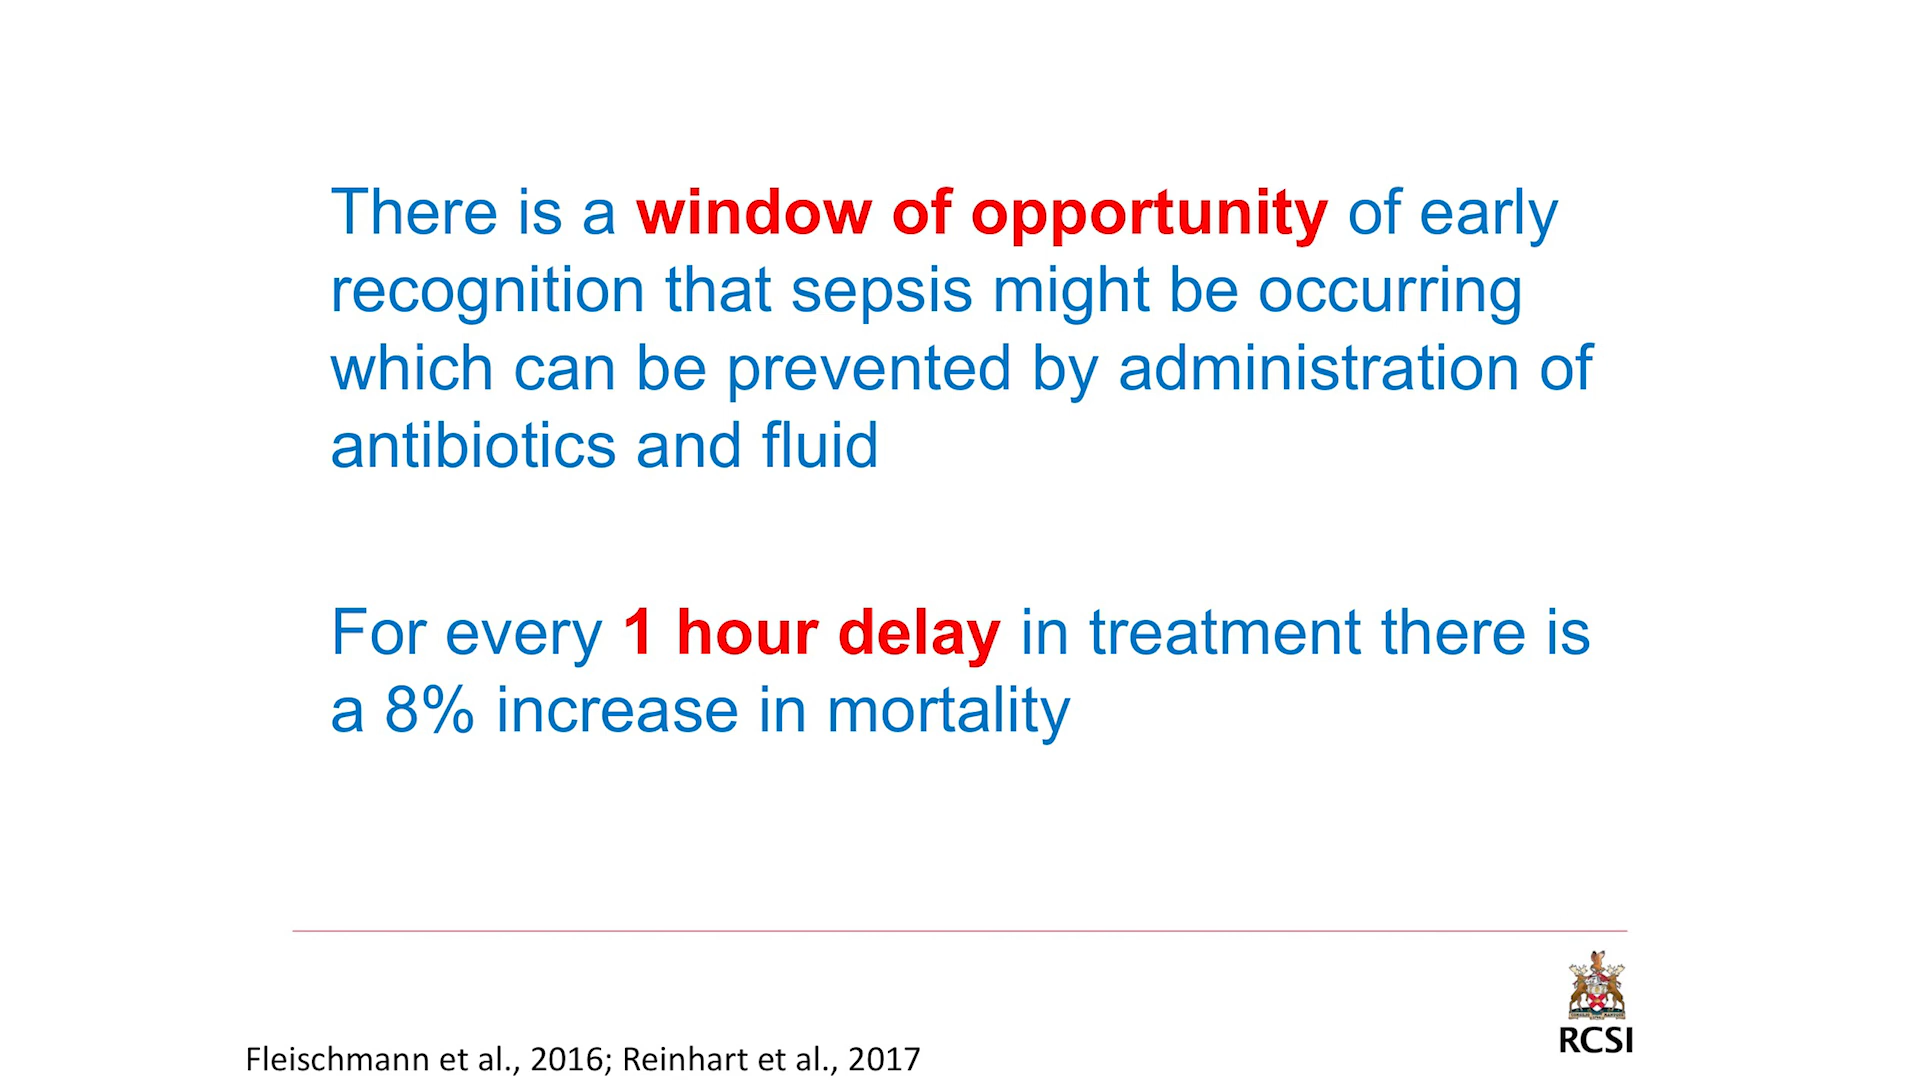 There is a window of opportunity of early
recognition that sepsis might be occurring
which can be prevented by administration of
antibiotics and fluid
For every 1 hour delay in treatment there is
a 8% increase in mortality
RCSI
Fleischmann et al., 2016; Reinhart et al., 2017